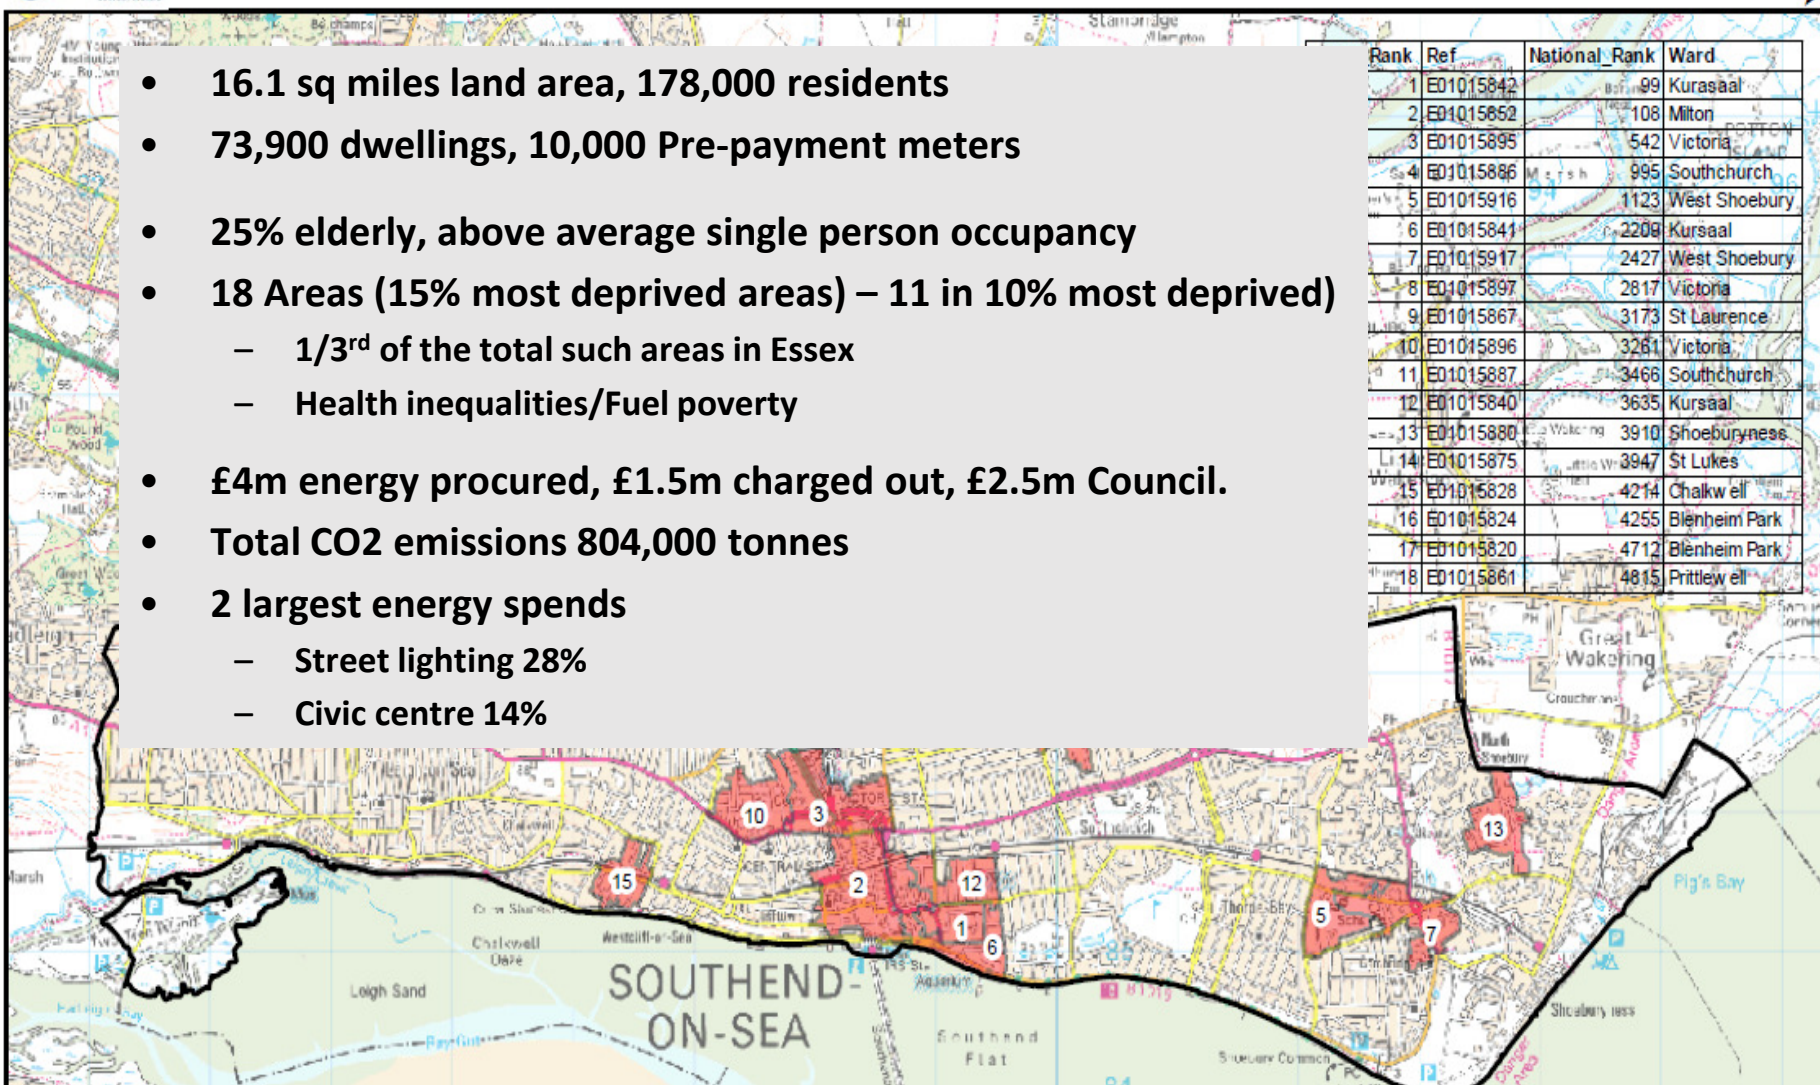 • 16.1 sq miles land area, 178,000 residents
• 73,900 dwellings, 10,000 Pre-payment meters
• 25% elderly, above average single person occupancy
• 18 Areas (15% most deprived areas) – 11 in 10% most deprived)
– 1/3rd of the total such areas in Essex
– Health inequalities/Fuel poverty
• £4m energy procured, £1.5m charged out, £2.5m Council.
• Total CO2 emissions 804,000 tonnes
• 2 largest energy spends
– Street lighting 28%
– Civic centre 14%
Rank Ref National_Rank Ward
1 E01015842 99 Kurasaal
2 E01015852 108 Milton
3 E01015895 542 Victoria
4 E01015886 995 Southchurch
5 E01015916 1123 West Shoebury
6 E01015841 2209 Kursaal
7 E01015917 2427 West Shoebury
8 E01015897 2817 Victoria
9 E01015867 3173 St Laurence
10 E01015896 3261 Victoria
11 E01015887 3466 Southchurch
12 E01015840 3635 Kursaal
13 E01015880 3910 Shoeburyness
14 E01015875 3947 St Lukes
15 E01015828 4214 Chalkwell
16 E01015824 4255 Blenheim Park
17 E01015820 4712 Blenheim Park
18 E01015861 4815 Prittlewell
Great
Wakering
10
3
13
15
2
12
5
1
7
6
Pig's Bay
Westcliff-on-Sea
Chalkwell
Leigh Sand
SOUTHEND-
ON-SEA
Southend
Flat
Shoebury Common